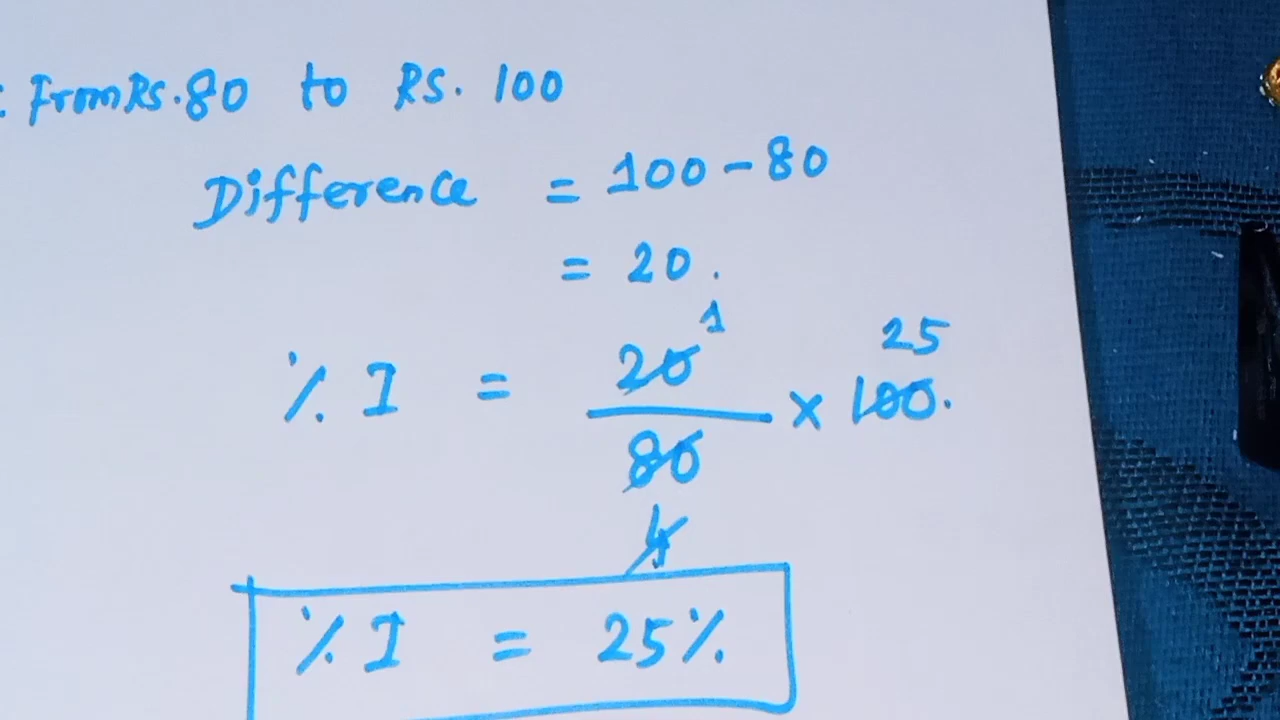 : From Rs. 80 to RS. 100
Difference = 100 - 80
= 20.
% I = 20/80 × 100.
1
25
4
% I = 25%